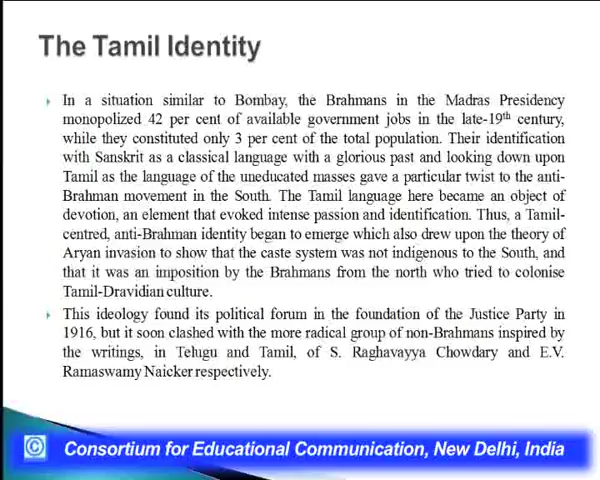 The Tamil Identity
In a situation similar to Bombay, the Brahmans in the Madras Presidency
monopolized 42 per cent of available government jobs in the late-19th century,
while they constituted only 3 per cent of the total population. Their identification
with Sanskrit as a classical language with a glorious past and looking down upon
Tamil as the language of the uneducated masses gave a particular twist to the anti-
Brahman movement in the South. The Tamil language here became an object of
devotion, an element that evoked intense passion and identification. Thus, a Tamil-
centred, anti-Brahman identity began to emerge which also drew upon the theory of
Aryan invasion to show that the caste system was not indigenous to the South, and
that it was an imposition by the Brahmans from the north who tried to colonise
Tamil-Dravidian culture.
This ideology found its political forum in the foundation of the Justice Party in
1916, but it soon clashed with the more radical group of non-Brahmans inspired by
the writings, in Telugu and Tamil, of S. Raghavayya Chowdary and E.V.
Ramaswamy Naicker respectively.
© Consortium for Educational Communication, New Delhi, India